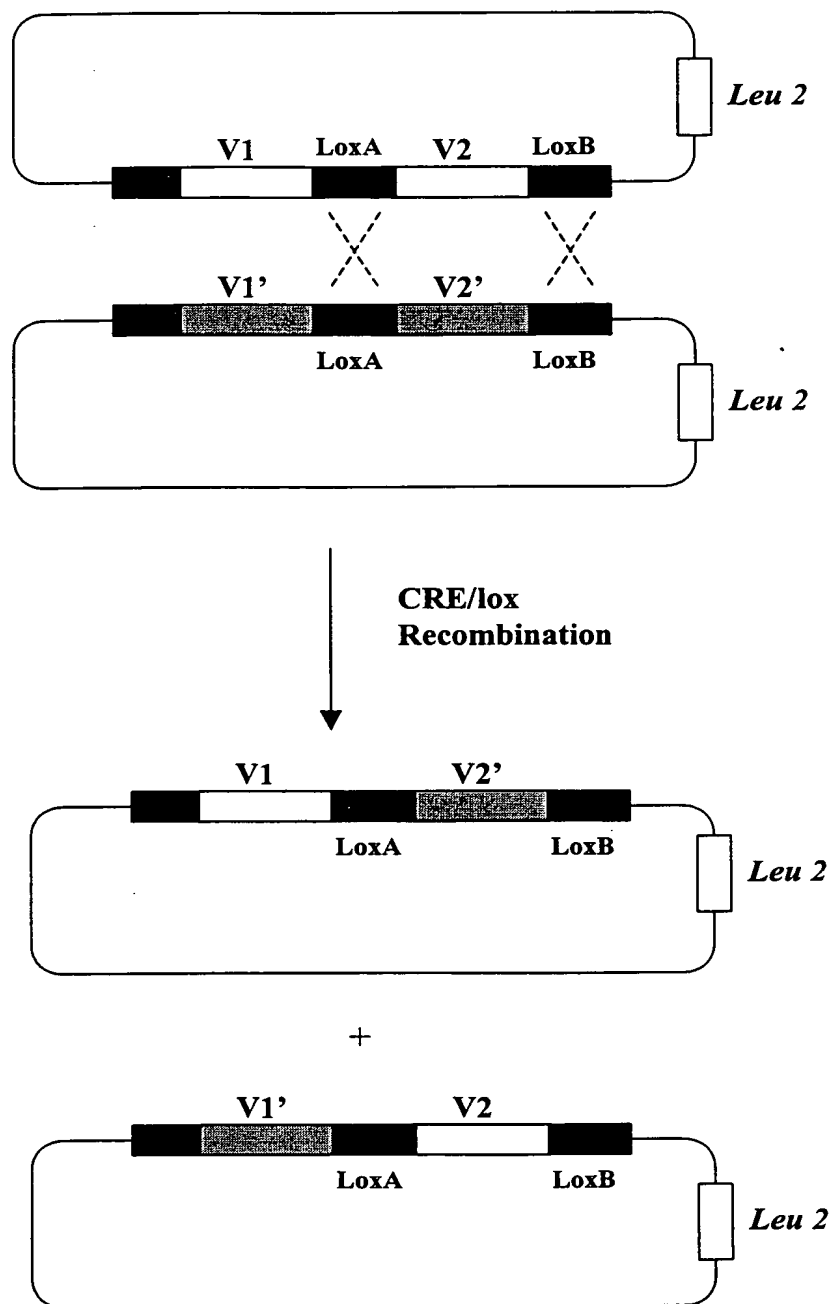 Leu 2
V1 LoxA V2 LoxB
V1’ V2’
LoxA LoxB
Leu 2
CRE/lox
Recombination
V1 V2’
LoxA LoxB
Leu 2
+
V1’ V2
LoxA LoxB
Leu 2